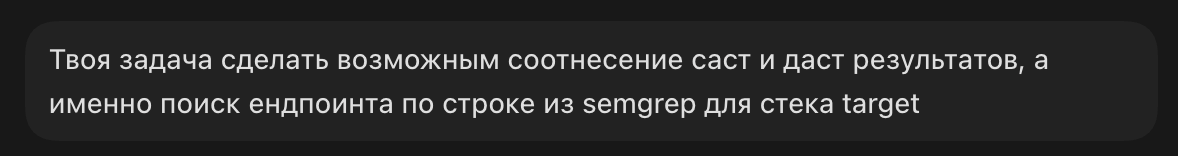 Твоя задача сделать возможным соотнесение саст и даст результатов, а
именно поиск ендпоинта по строке из semgrep для стека target